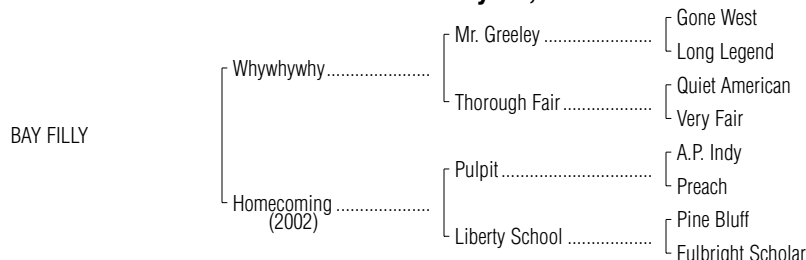 Gone West
Mr. Greeley ......................
Long Legend
Whywhywhy .....................
Quiet American
Thorough Fair ..................
Very Fair
BAY FILLY
A.P. Indy
Pulpit ..............................
Preach
Homecoming ...................
(2002)
Pine Bluff
Liberty School .................
Fulbright Scholar